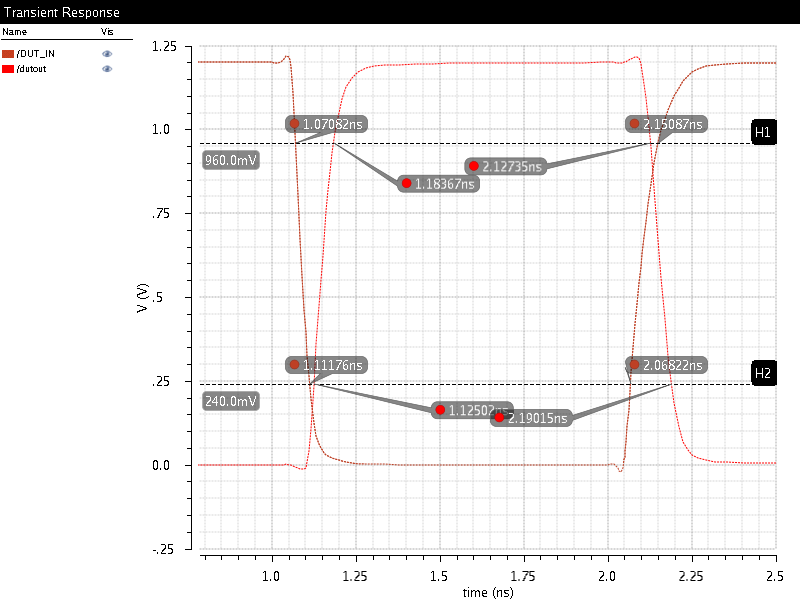 Transient Response
Name Vis
/DUT_IN
/dutout
1.25
1.0
.75
.5
.25
0.0
-.25
V (V)
1.07082ns
2.15087ns
H1
960.0mV
2.12735ns
1.18367ns
1.11176ns
2.06822ns
H2
240.0mV
1.12502ns
2.19015ns
1.0 1.25 1.5 1.75 2.0 2.25 2.5
time (ns)